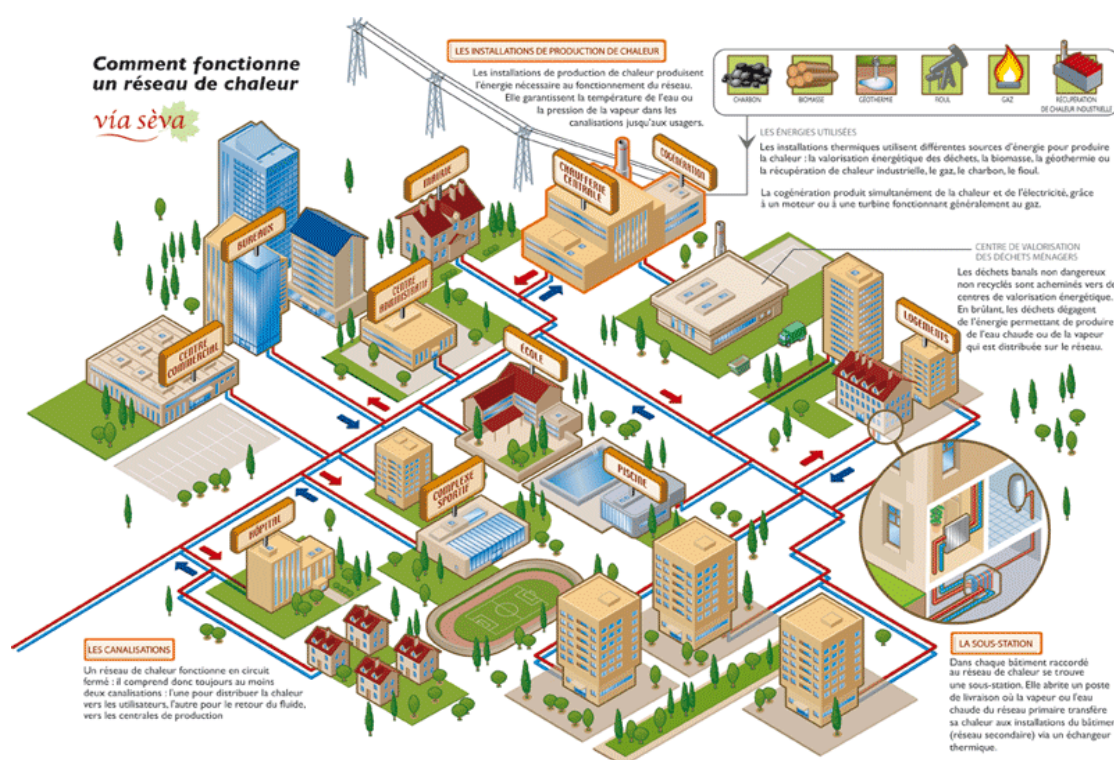 Comment fonctionne
un réseau de chaleur
via sèva
LES INSTALLATIONS DE PRODUCTION DE CHALEUR
Les installations de production de chaleur produisent
l'énergie nécessaire au fonctionnement du réseau.
Elle garantissent la température de l'eau ou
la pression de la vapeur dans les
canalisations jusqu'aux usagers.
CHARBON
BIOMASSE
GÉOTHERMIE
FIOUL
GAZ
RÉCUPÉRATION
DE CHALEUR INDUSTRIELLE
LES ÉNERGIES UTILISÉES
Les installations thermiques utilisent différentes sources d'énergie pour produire
la chaleur : la valorisation énergétique des déchets, la biomasse, la géothermie ou
la récupération de chaleur industrielle, le gaz, le charbon, le fioul.
La cogénération produit simultanément de la chaleur et de l'électricité, grâce
à un moteur ou à une turbine fonctionnant généralement au gaz.
MAIRIE
CHAUFFERIE
CENTRALE
COGÉNÉRATION
BUREAUX
CENTRE
ADMINISTRATIF
CENTRE
COMMERCIAL
ÉCOLE
CENTRE DE VALORISATION
DES DÉCHETS MÉNAGERS
Les déchets banals non dangereux
non recyclés sont acheminés vers de
centres de valorisation énergétique.
En brûlant, les déchets dégagent
de l'énergie permettant de produire
de l'eau chaude ou de la vapeur
qui est distribuée sur le réseau.
LOGEMENTS
COMPLEXE
SPORTIF
PISCINE
HÔPITAL
LES CANALISATIONS
Un réseau de chaleur fonctionne en circuit
fermé : il comprend donc toujours au moins
deux canalisations : l'une pour distribuer la chaleur
vers les utilisateurs, l'autre pour le retour du fluide,
vers les centrales de production
LA SOUS-STATION
Dans chaque bâtiment raccordé
au réseau de chaleur se trouve
une sous-station. Elle abrite un poste
de livraison où la vapeur ou l'eau
chaude du réseau primaire transfère
sa chaleur aux installations du bâtimen
(réseau secondaire) via un échangeur
thermique.